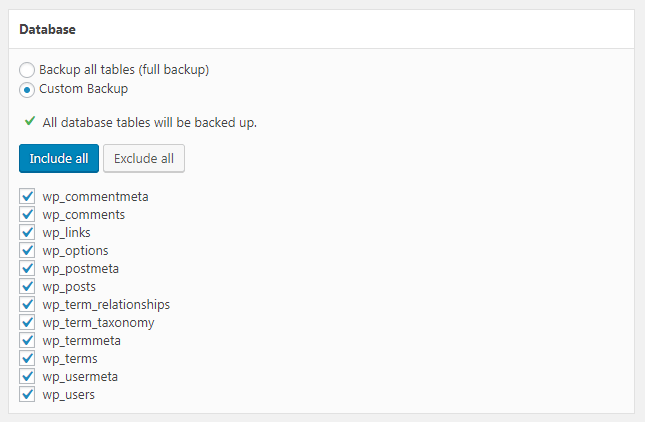 Database
Backup all tables (full backup)
Custom Backup
All database tables will be backed up.
Include all Exclude all
wp_commentmeta
wp_comments
wp_links
wp_options
wp_postmeta
wp_posts
wp_term_relationships
wp_term_taxonomy
wp_termmeta
wp_terms
wp_usermeta
wp_users